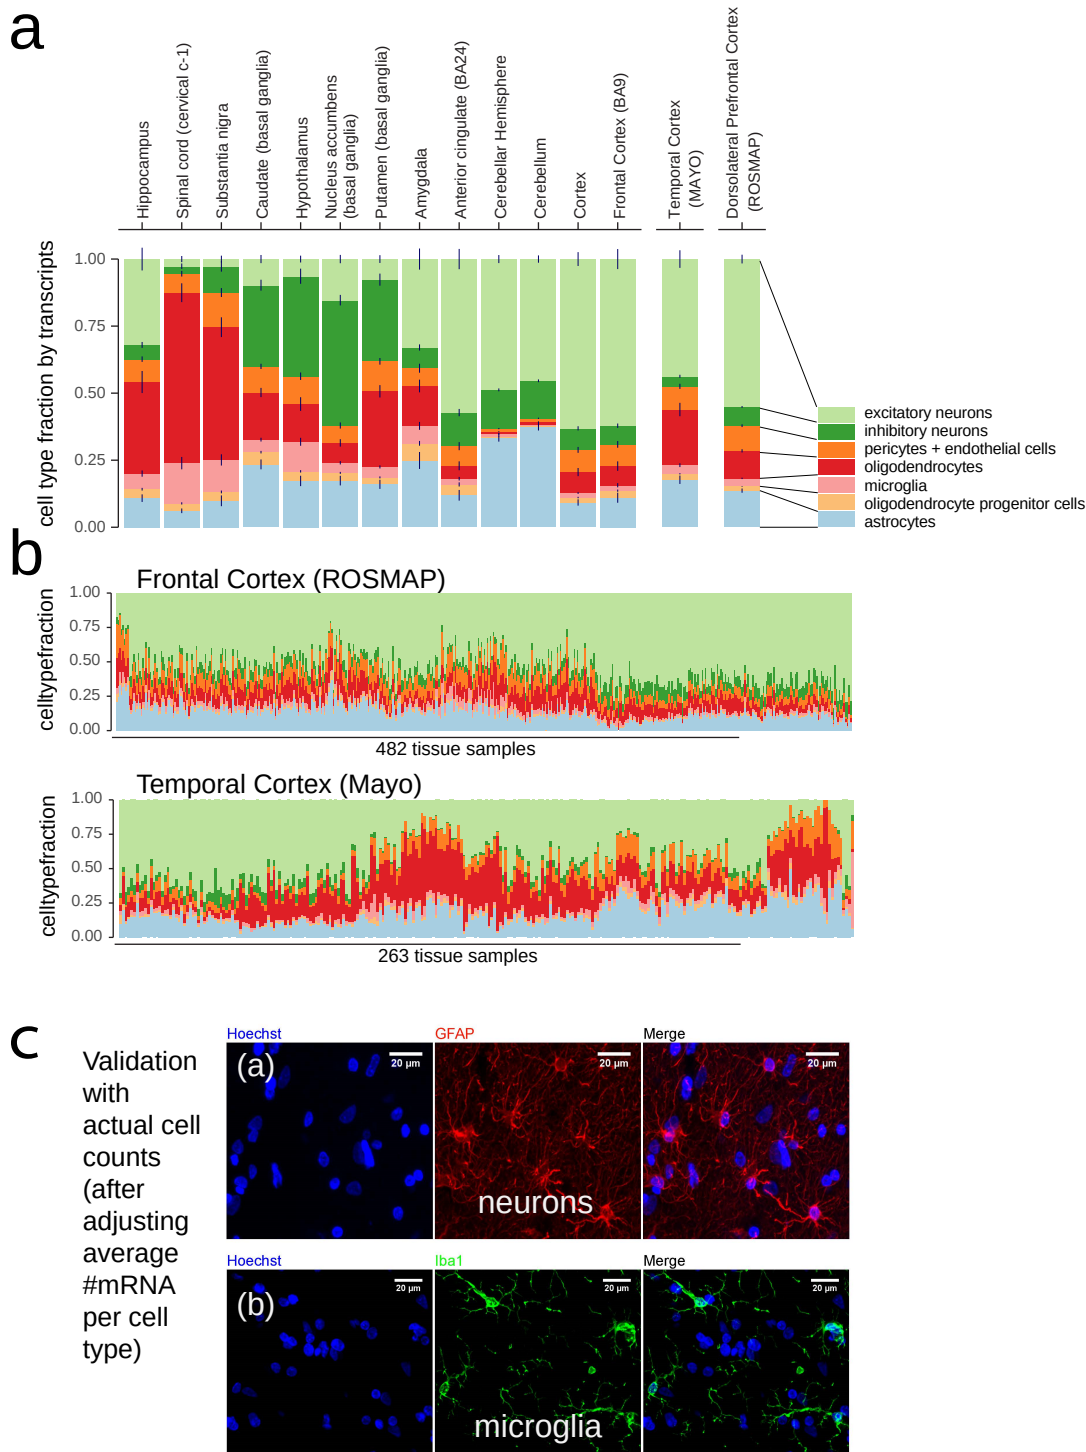 a
Hippocampus
Spinal cord (cervical c-1)
Substantia nigra
Caudate (basal ganglia)
Hypothalamus
Nucleus accumbens
(basal ganglia)
Putamen (basal ganglia)
Amygdala
Anterior cingulate (BA24)
Cerebellar Hemisphere
Cerebellum
Cortex
Frontal Cortex (BA9)
Temporal Cortex
(MAYO)
Dorsolateral Prefrontal Cortex
(ROSMAP)
cell type fraction by transcripts
1.00
0.75
0.50
0.25
0.00
excitatory neurons
inhibitory neurons
pericytes + endothelial cells
oligodendrocytes
microglia
oligodendrocyte progenitor cells
astrocytes
b
Frontal Cortex (ROSMAP)
celltypefraction
1.00
0.75
0.50
0.25
0.00
482 tissue samples
Temporal Cortex (Mayo)
celltypefraction
1.00
0.75
0.50
0.25
0.00
263 tissue samples
c
Validation
with
actual cell
counts
(after
adjusting
average
#mRNA
per cell
type)
Hoechst
GFAP
Merge
(a)
20 μm
20 μm
20 μm
neurons
Hoechst
Iba1
Merge
(b)
20 μm
20 μm
20 μm
microglia